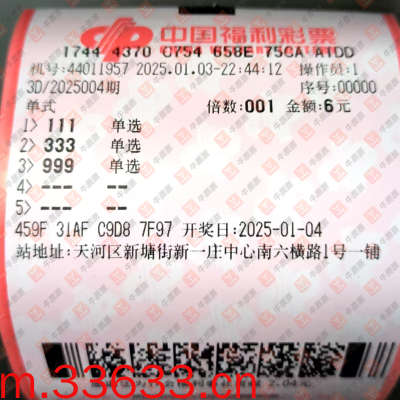 中国福利彩票
1744 4370 C754 658E 75CA A1DD
机号:44011957 2025.01.03-22:44:12 操作员:1
3D/2025004期 序号:00000
单式 倍数:001 金额:6元
1> 111 单选
2> 333 单选
3> 999 单选
4> --- --
5> --- --
459F 31AF C9D8 7F97 开奖日:2025-01-04
站地址:天河区新塘街新一庄中心南六横路1号一铺
m.33633.cn